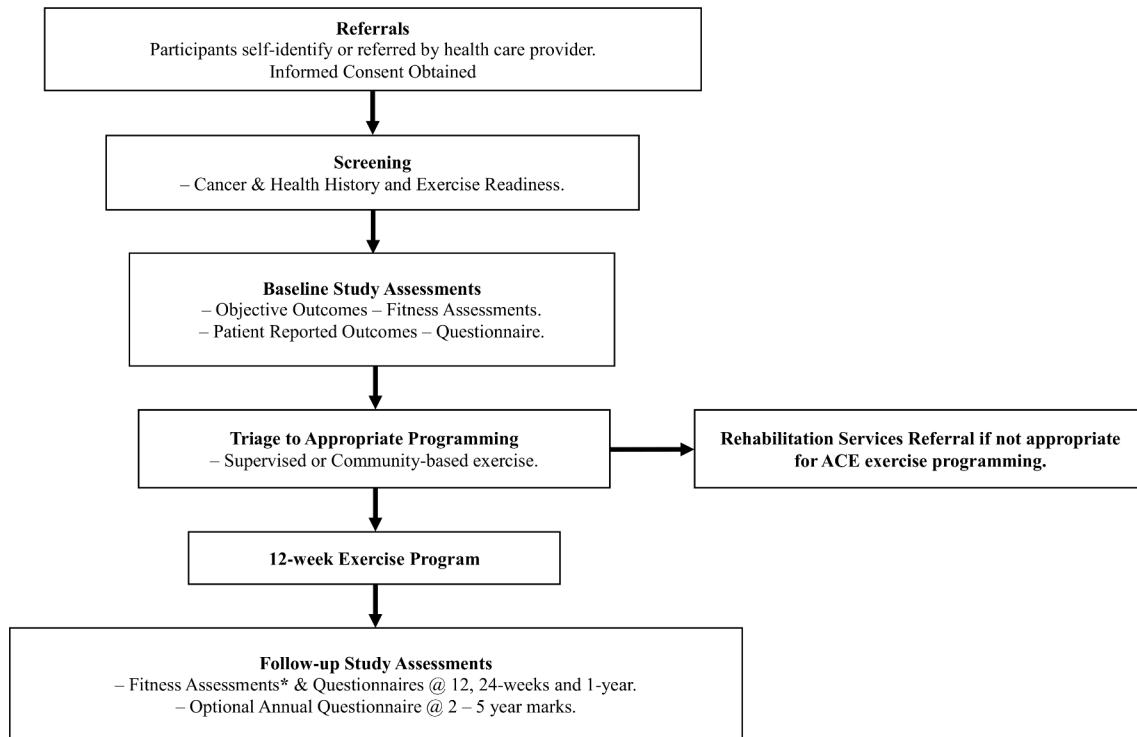 Referrals
Participants self-identify or referred by health care provider.
Informed Consent Obtained
Screening
– Cancer & Health History and Exercise Readiness.
Baseline Study Assessments
– Objective Outcomes – Fitness Assessments.
– Patient Reported Outcomes – Questionnaire.
Triage to Appropriate Programming
– Supervised or Community-based exercise.
Rehabilitation Services Referral if not appropriate
for ACE exercise programming.
12-week Exercise Program
Follow-up Study Assessments
– Fitness Assessments* & Questionnaires @ 12, 24-weeks and 1-year.
– Optional Annual Questionnaire @ 2 – 5 year marks.